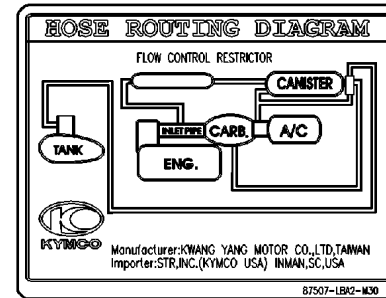 HOSE ROUTING DIAGRAM
FLOW CONTROL RESTRICTOR
CANISTER
INLET PIPE CARB. A/C
TANK
ENG.
KYMCO
Manufacturer:KWANG YANG MOTOR CO.,LTD,TAIWAN
Importer:STR,INC.(KYMCO USA) INMAN,SC,USA
87507-LBA2-M30